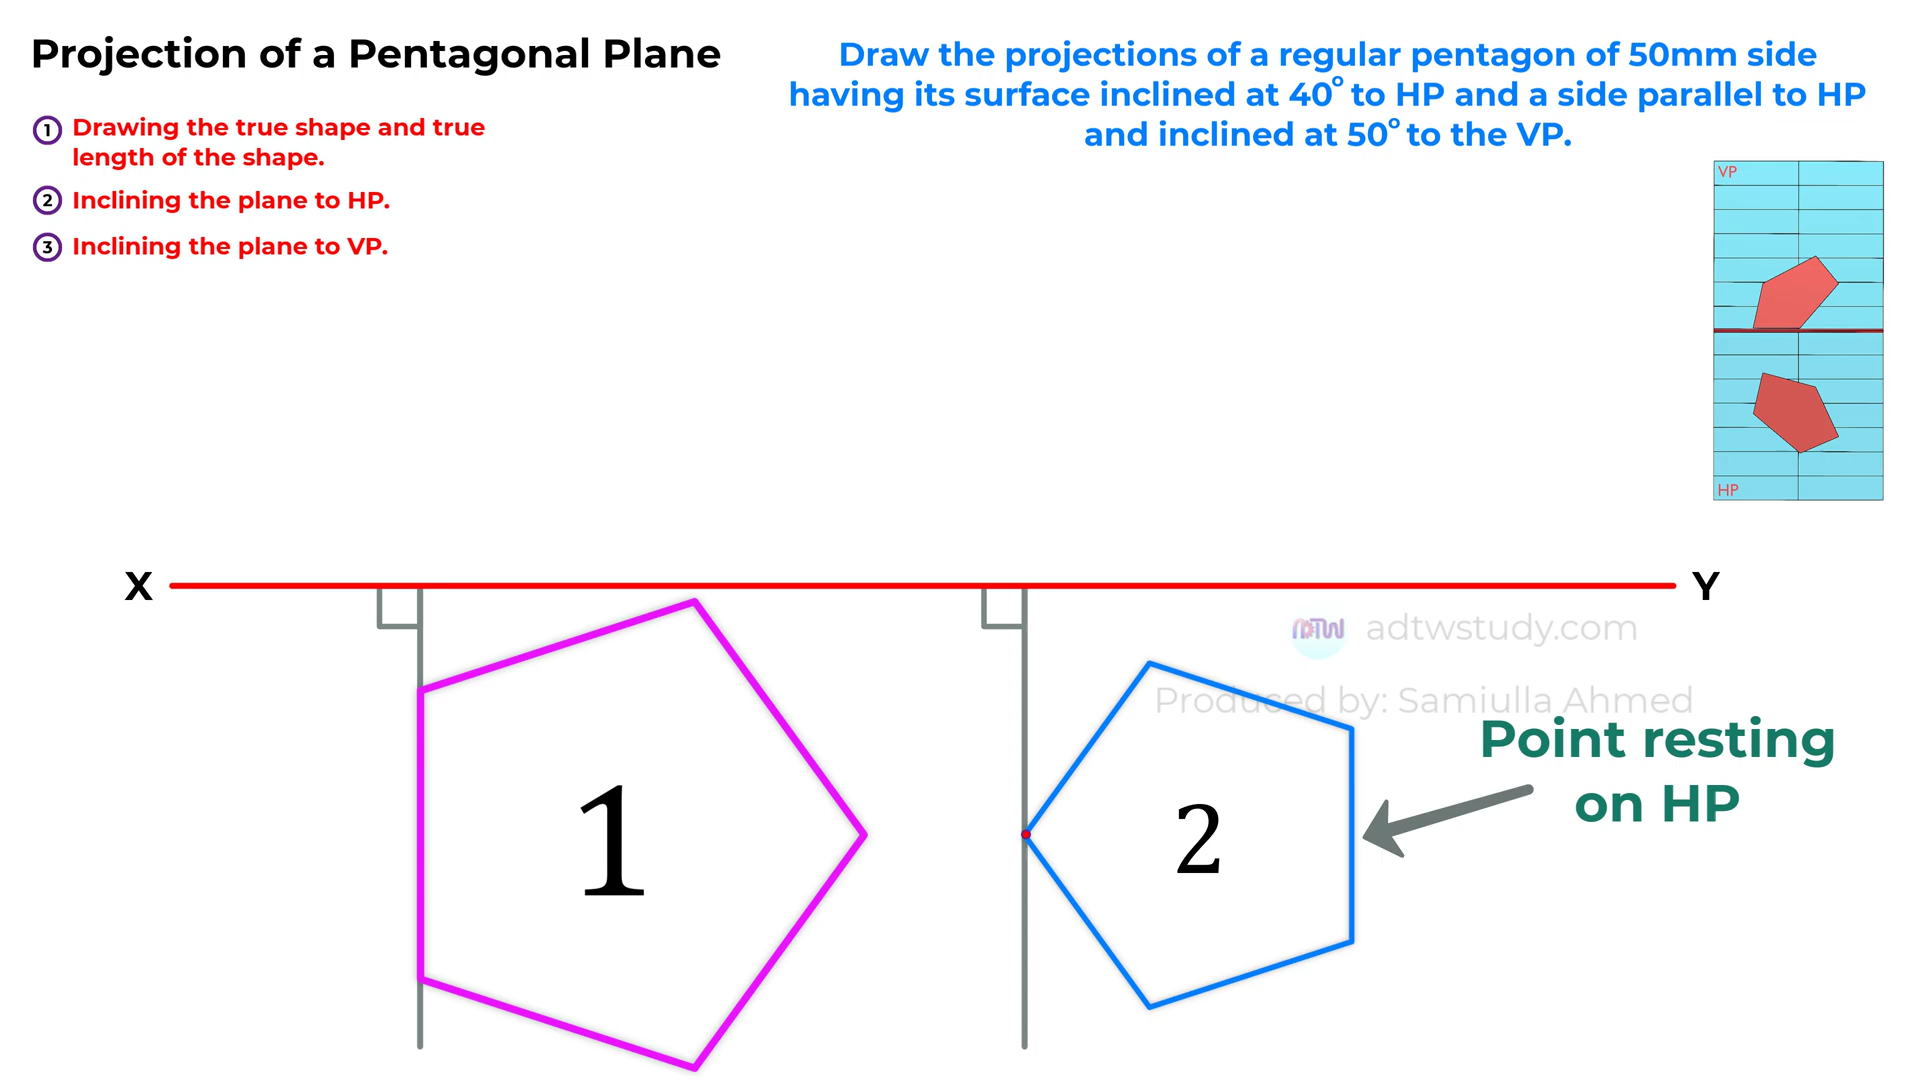 Projection of a Pentagonal Plane
1 Drawing the true shape and true
length of the shape.
2 Inclining the plane to HP.
3 Inclining the plane to VP.
Draw the projections of a regular pentagon of 50mm side
having its surface inclined at 40° to HP and a side parallel to HP
and inclined at 50° to the VP.
VP
HP
X
Y
ADTW adtwstudy.com
Produced by: Samiulla Ahmed
Point resting
on HP
1
2